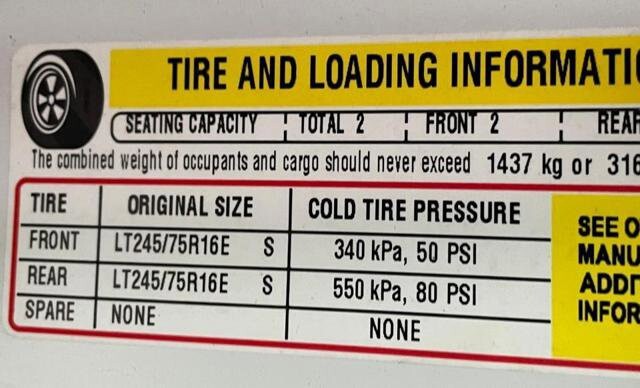 TIRE AND LOADING INFORMATI
SEATING CAPACITY TOTAL 2 FRONT 2 REAR
The combined weight of occupants and cargo should never exceed 1437 kg or 316
TIRE ORIGINAL SIZE COLD TIRE PRESSURE
FRONT LT245/75R16E S 340 kPa, 50 PSI
REAR LT245/75R16E S 550 kPa, 80 PSI
SPARE NONE NONE
SEE O
MANU
ADDIT
INFOR